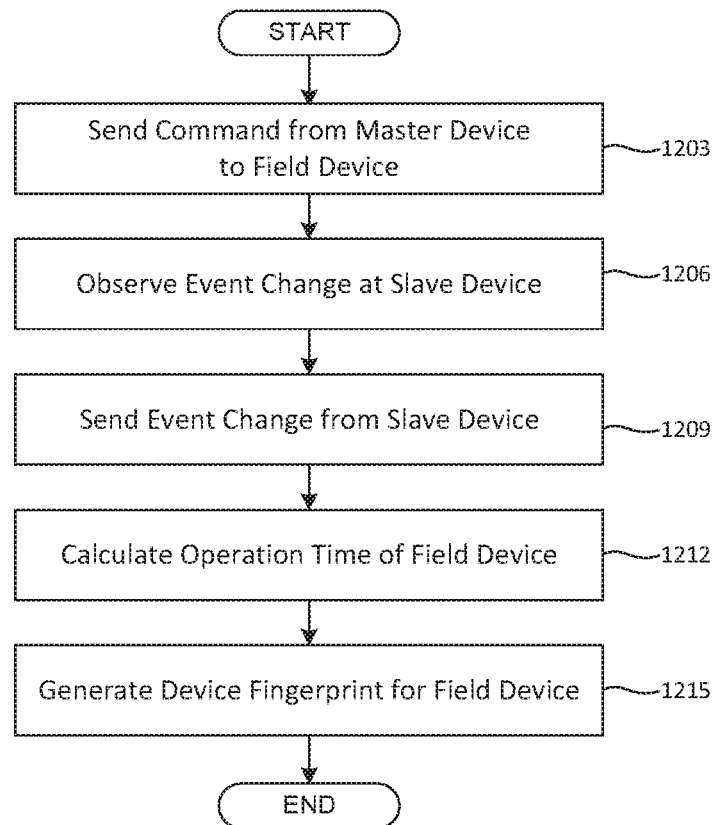 START
Send Command from Master Device
to Field Device
1203
Observe Event Change at Slave Device
1206
Send Event Change from Slave Device
1209
Calculate Operation Time of Field Device
1212
Generate Device Fingerprint for Field Device
1215
END